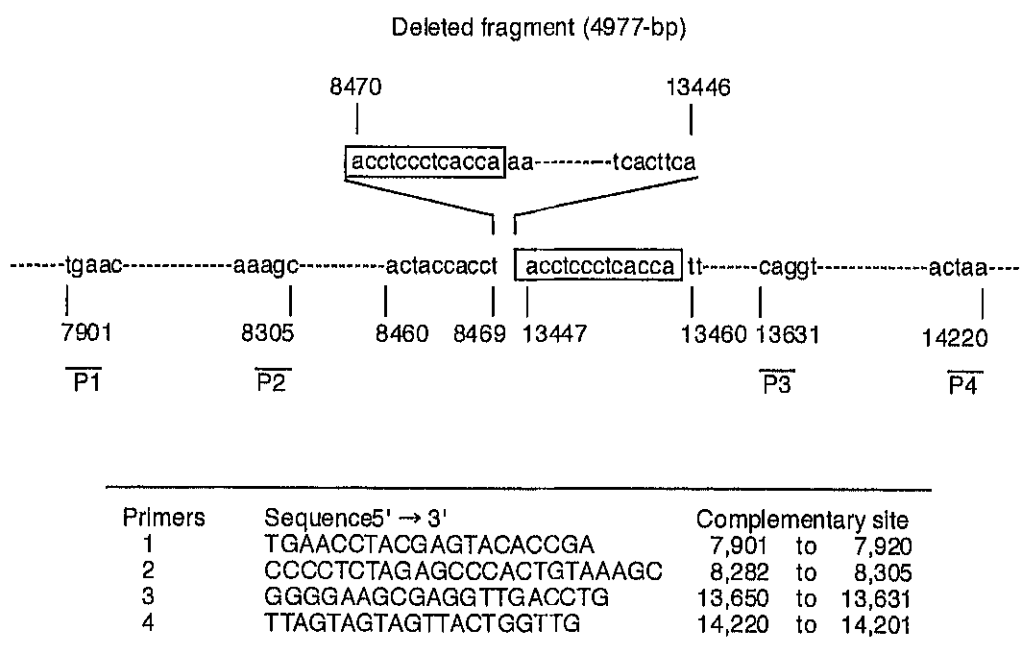 Deleted fragment (4977-bp)
8470 13446
acctccctcacca aa----------tcacttca
------tgaac------------aaagc---------actaccacct acctccctcacca tt-------caggt--------------actaa----
7901 8305 8460 8469 13447 13460 13631 14220
P1 P2 P3 P4
Primers Sequence5' → 3' Complementary site
1 TGAACCTACGAGTACACCGA 7,901 to 7,920
2 CCCCTCTAGAGCCCACTGTAAAGC 8,282 to 8,305
3 GGGGAAGCGAGGTTGACCTG 13,650 to 13,631
4 TTAGTAGTAGTTACTGGTTG 14,220 to 14,201